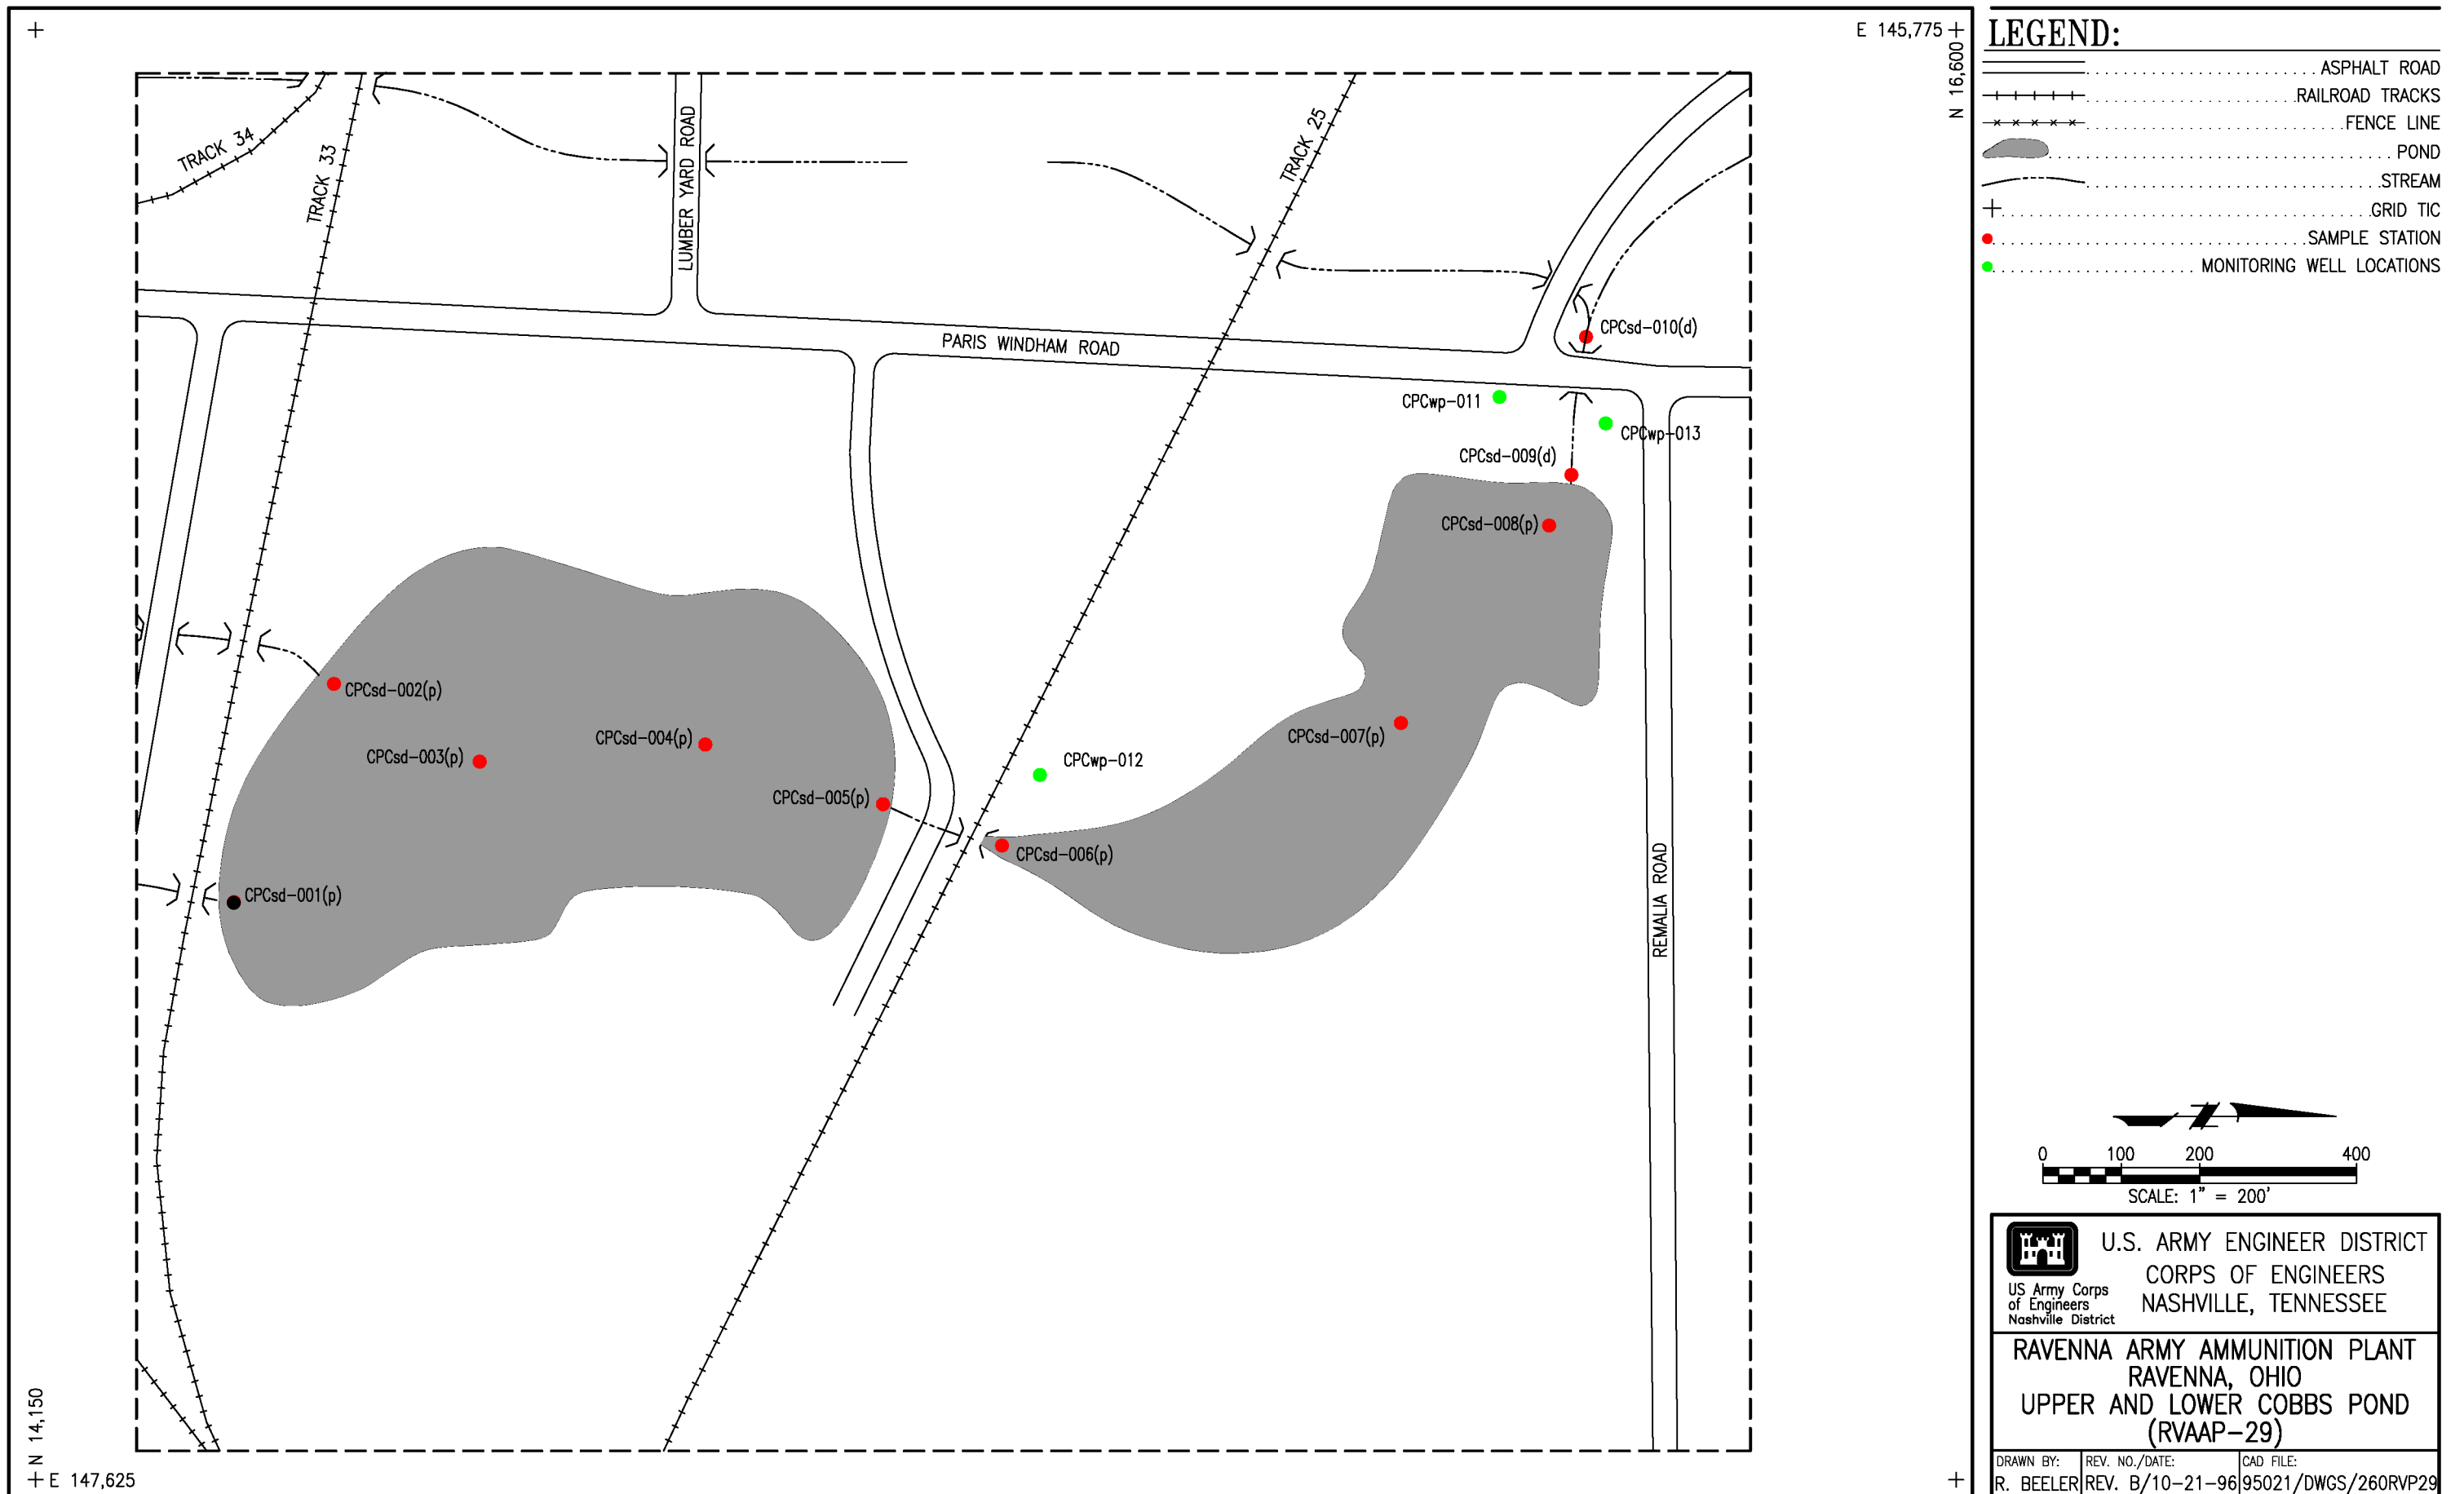 E 145,775
N 16,600
TRACK 34
TRACK 33
LUMBER YARD ROAD
TRACK 25
CPCsd-010(d)
PARIS WINDHAM ROAD
CPCwp-011
CPCwp-013
CPCsd-009(d)
CPCsd-008(p)
CPCsd-002(p)
CPCsd-003(p)
CPCsd-004(p)
CPCsd-007(p)
CPCwp-012
CPCsd-005(p)
CPCsd-006(p)
CPCsd-001(p)
REMALIA ROAD
N 14,150
E 147,625
LEGEND:
ASPHALT ROAD
RAILROAD TRACKS
FENCE LINE
POND
STREAM
GRID TIC
SAMPLE STATION
MONITORING WELL LOCATIONS
N
0 100 200 400
SCALE: 1" = 200'
U.S. ARMY ENGINEER DISTRICT
CORPS OF ENGINEERS
NASHVILLE, TENNESSEE
US Army Corps
of Engineers
Nashville District
RAVENNA ARMY AMMUNITION PLANT
RAVENNA, OHIO
UPPER AND LOWER COBBS POND
(RVAAP-29)
DRAWN BY:
R. BEELER
REV. NO./DATE:
REV. B/10-21-96
CAD FILE:
95021/DWGS/260RVP29